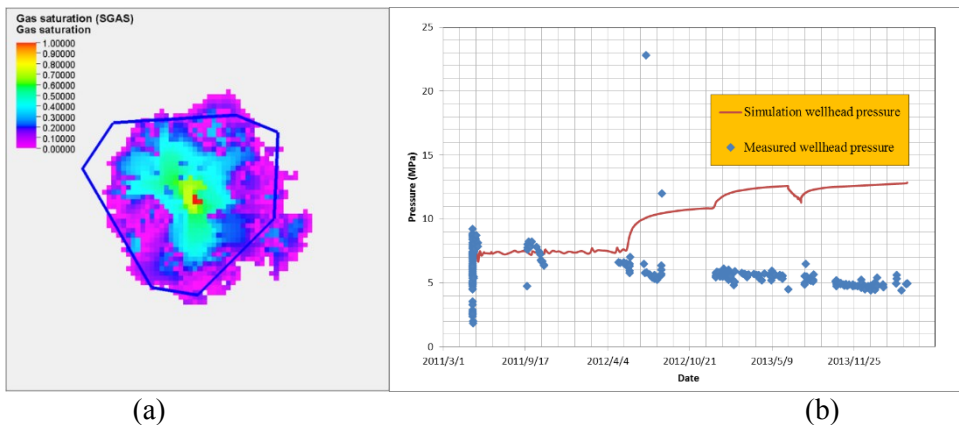 Gas saturation (SGAS)
Gas saturation
1.00000
0.90000
0.80000
0.70000
0.60000
0.50000
0.40000
0.30000
0.20000
0.10000
0.00000
25
20
15
10
5
0
Pressure (MPa)
Simulation wellhead pressure
Measured wellhead pressure
2011/3/1 2011/9/17 2012/4/4 2012/10/21 2013/5/9 2013/11/25
Date
(a) (b)